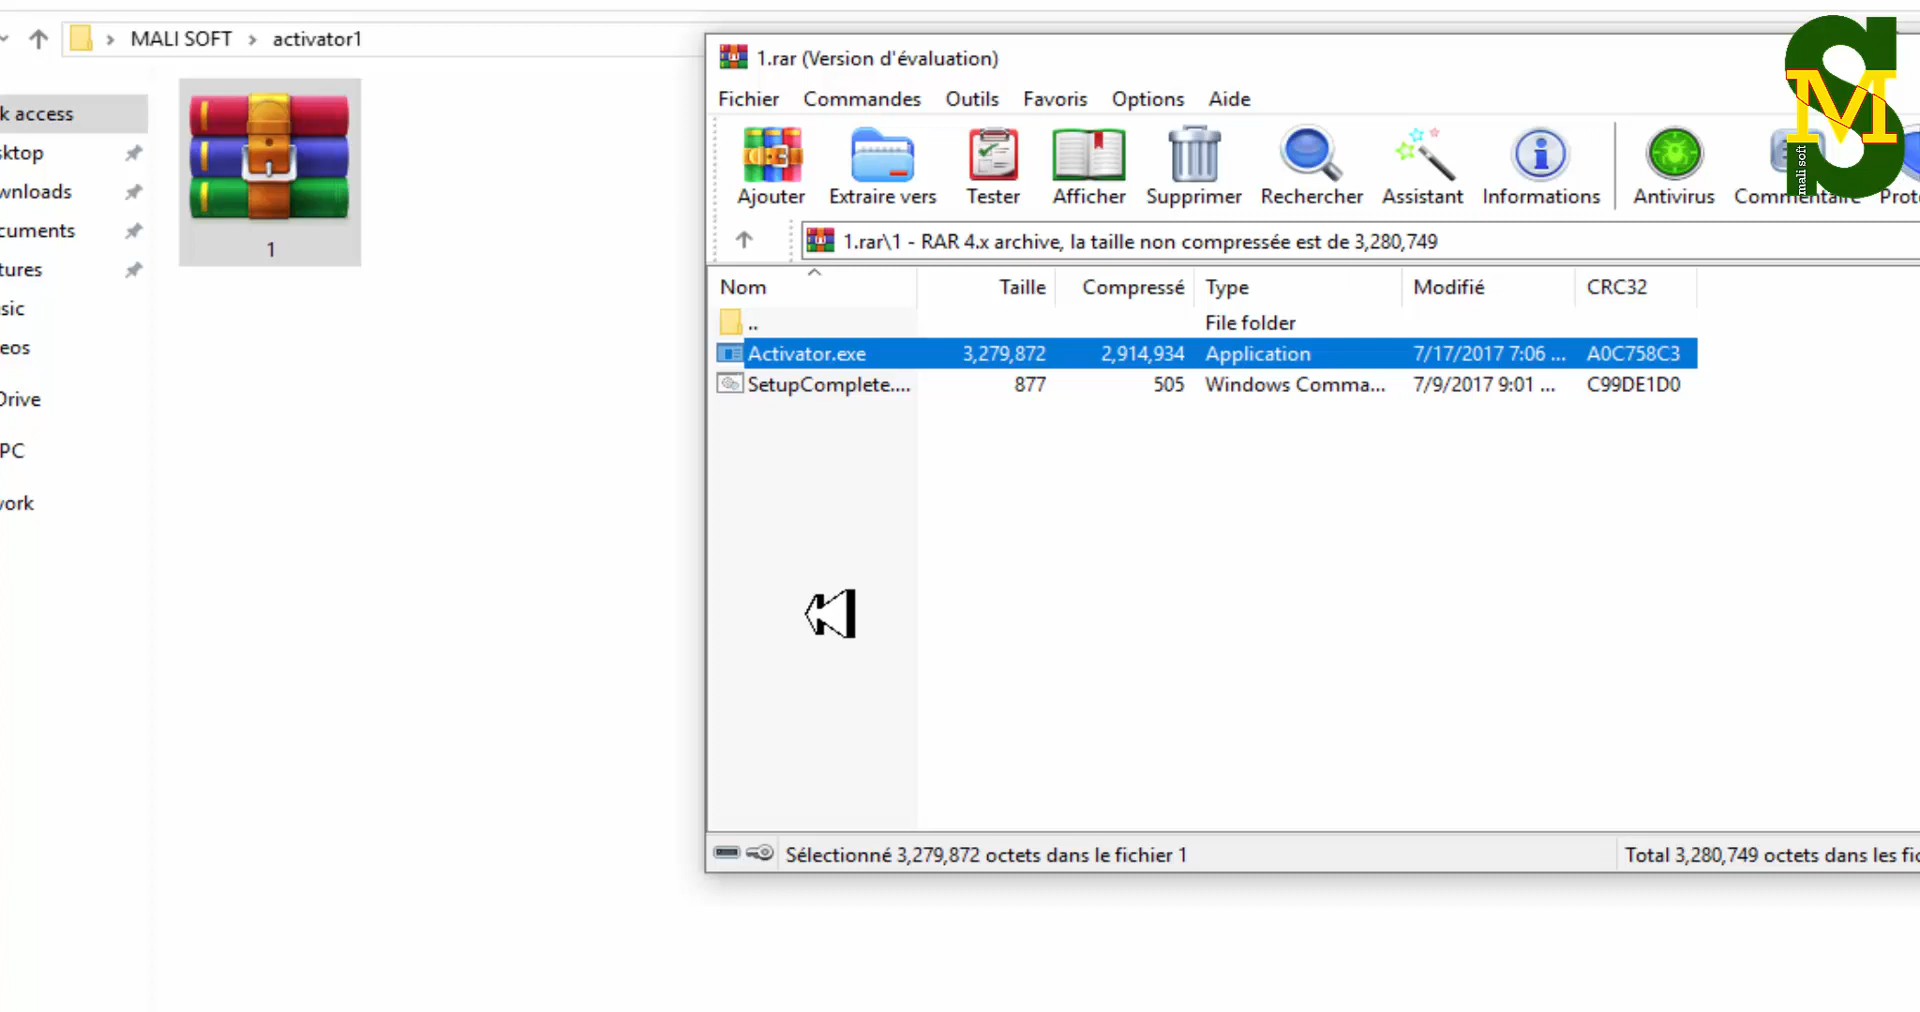 MALI SOFT > activator1
k access
sktop
wnloads
cuments
tures
sic
eos
Drive
PC
work
1
1.rar (Version d'évaluation)
Fichier Commandes Outils Favoris Options Aide
Ajouter Extraire vers Tester Afficher Supprimer Rechercher Assistant Informations Antivirus Commentaire Prote
1.rar\1 - RAR 4.x archive, la taille non compressée est de 3,280,749
Nom Taille Compressé Type Modifié CRC32
.. File folder
Activator.exe 3,279,872 2,914,934 Application 7/17/2017 7:06 ... A0C758C3
SetupComplete.... 877 505 Windows Comma... 7/9/2017 9:01 ... C99DE1D0
Sélectionné 3,279,872 octets dans le fichier 1
Total 3,280,749 octets dans les fic
SM
mali soft